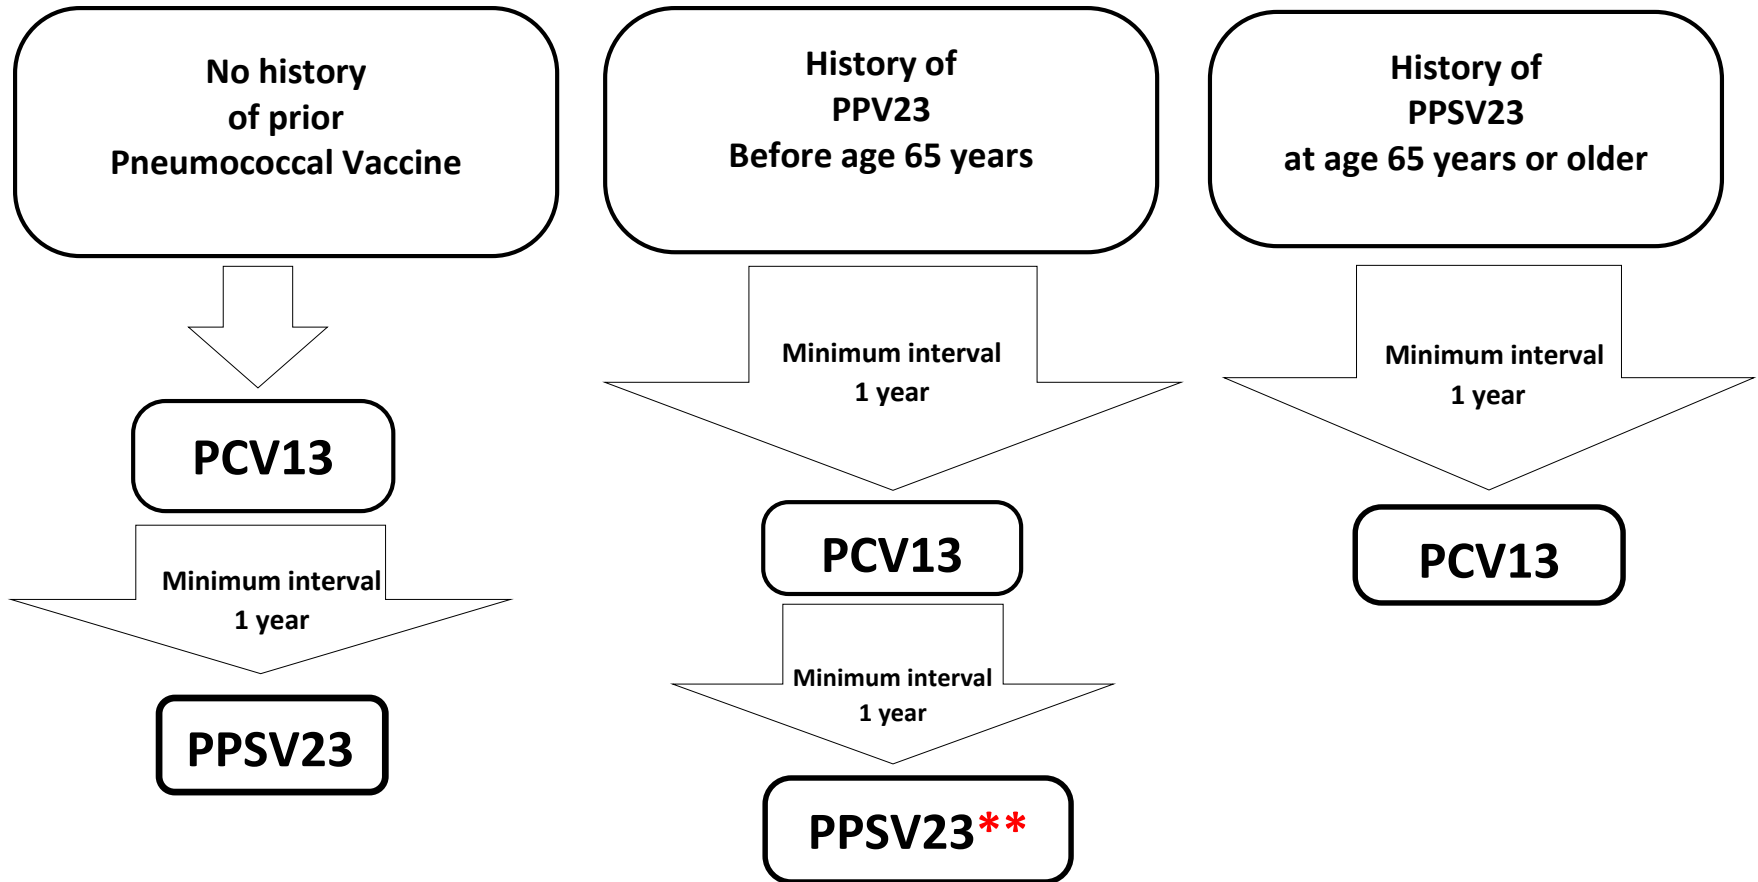 No history
of prior
Pneumococcal Vaccine
PCV13
Minimum interval
1 year
PPSV23
History of
PPV23
Before age 65 years
Minimum interval
1 year
PCV13
Minimum interval
1 year
PPSV23**
History of
PPSV23
at age 65 years or older
Minimum interval
1 year
PCV13